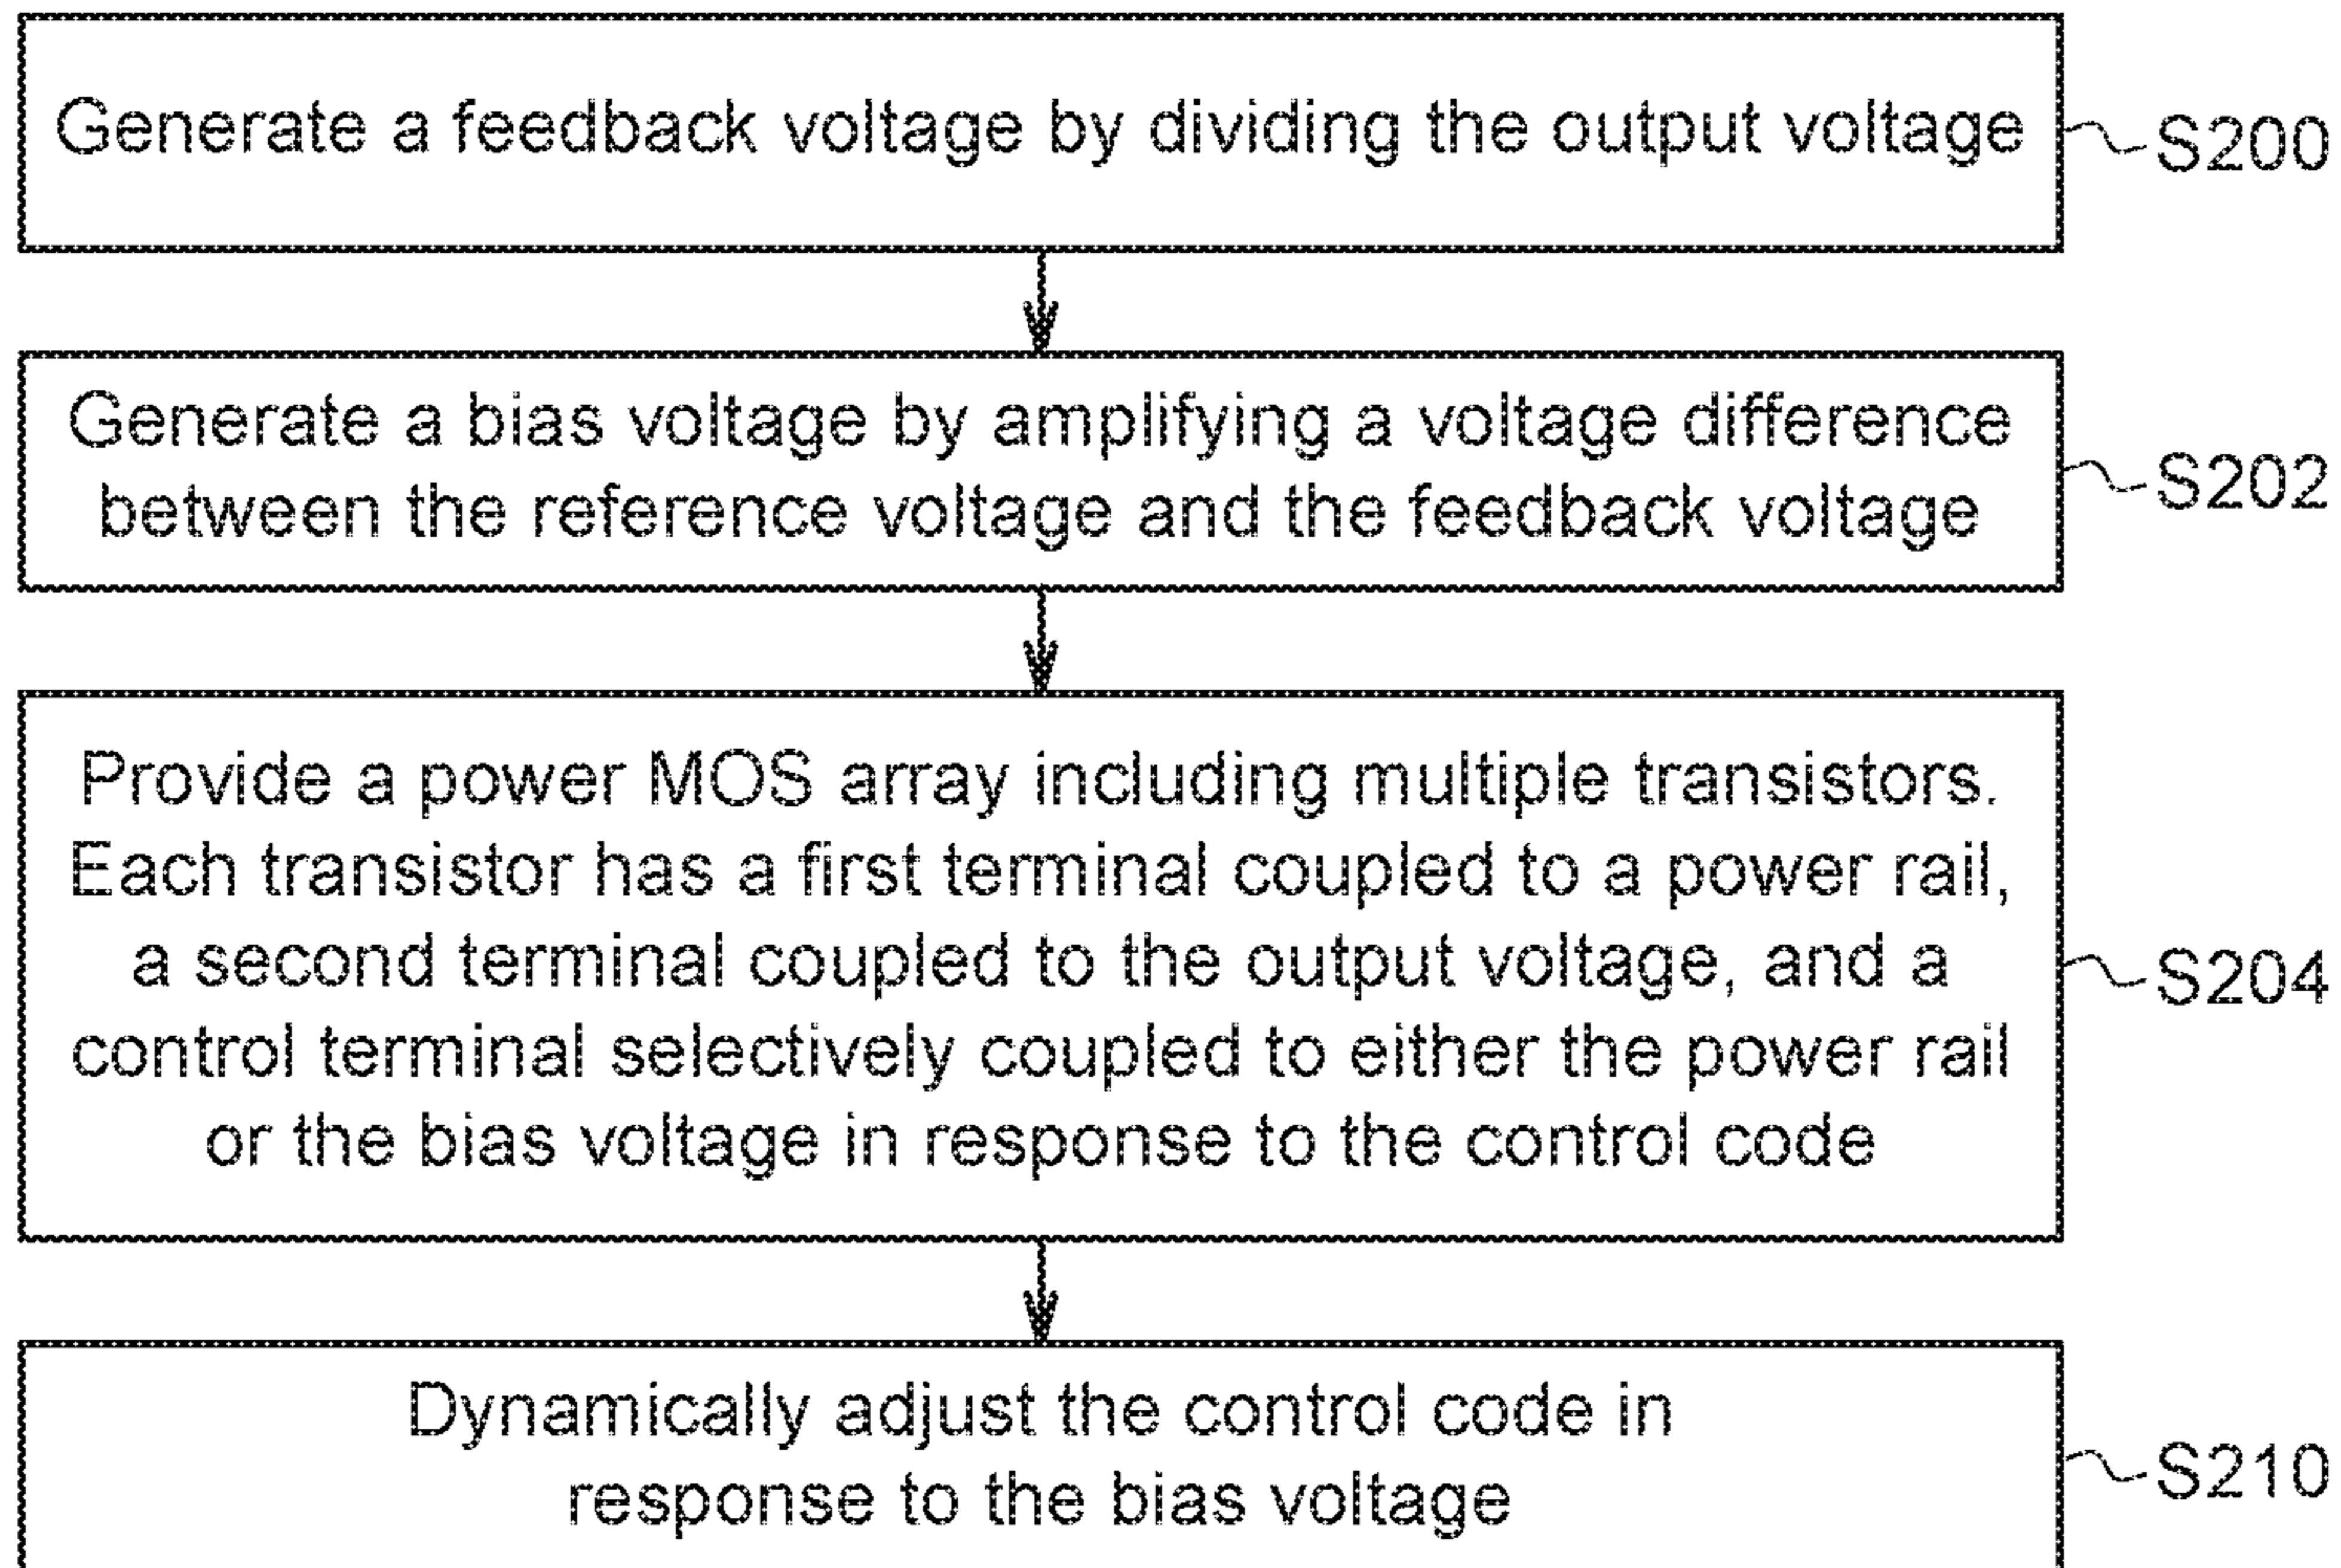 Generate a feedback voltage by dividing the output voltage
S200
Generate a bias voltage by amplifying a voltage difference
between the reference voltage and the feedback voltage
S202
Provide a power MOS array including multiple transistors.
Each transistor has a first terminal coupled to a power rail,
a second terminal coupled to the output voltage, and a
control terminal selectively coupled to either the power rail
or the bias voltage in response to the control code
S204
Dynamically adjust the control code in
response to the bias voltage
S210